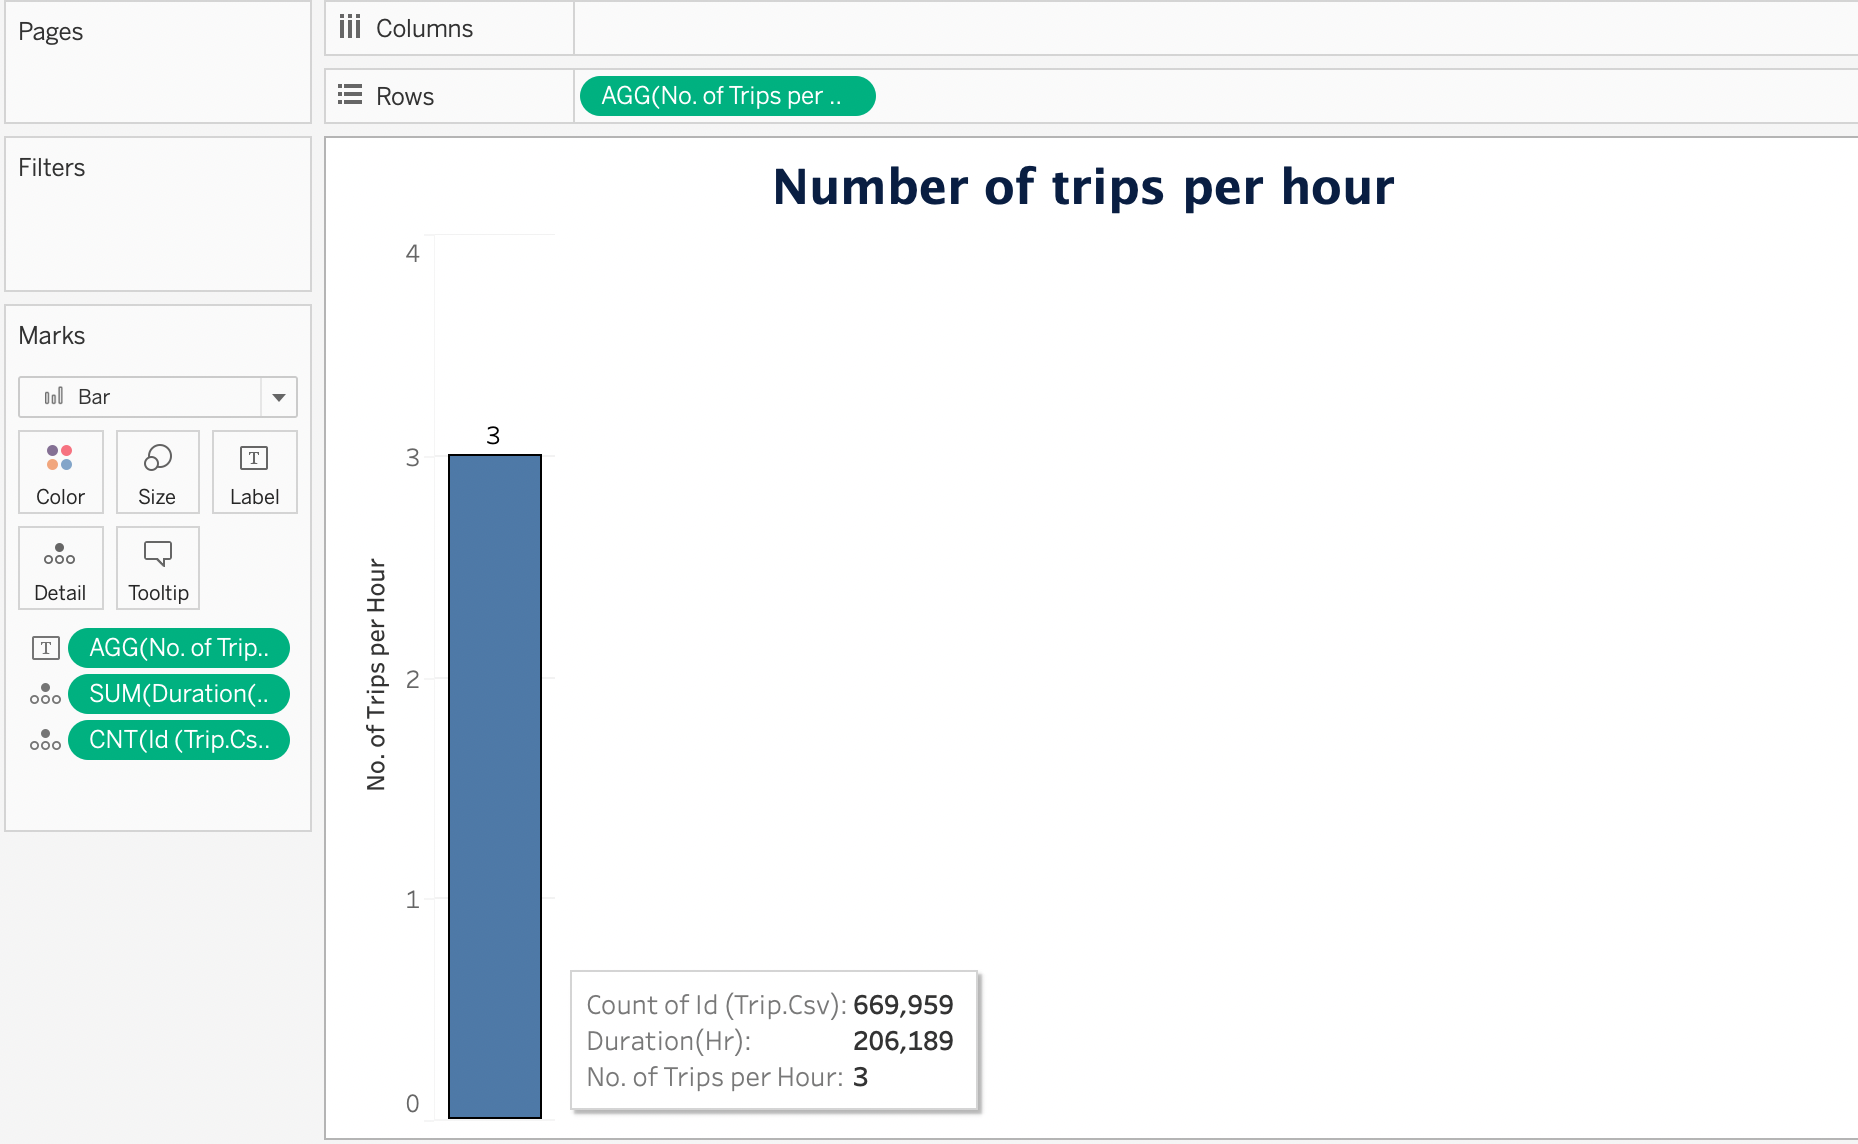 Pages
Columns
Rows
AGG(No. of Trips per ..
Filters
Marks
Bar
Color
Size
Label
Detail
Tooltip
AGG(No. of Trip..
SUM(Duration(..
CNT(Id (Trip.Cs..
Number of trips per hour
No. of Trips per Hour
4
3
3
2
1
0
Count of Id (Trip.Csv): 669,959
Duration(Hr): 206,189
No. of Trips per Hour: 3